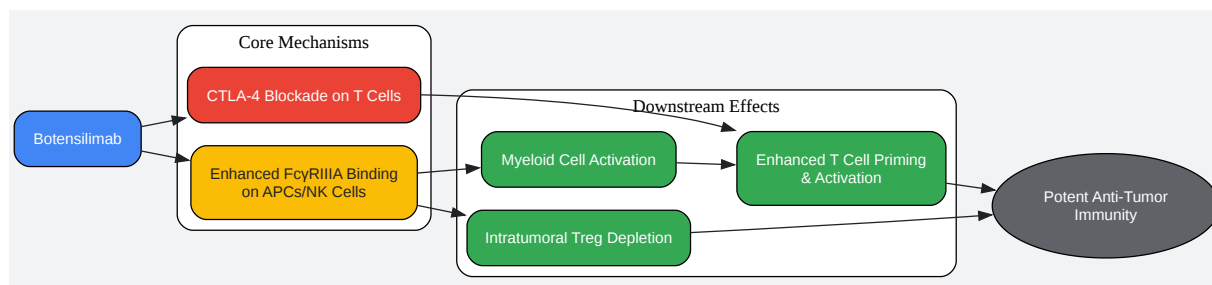 Core Mechanisms
CTLA-4 Blockade on T Cells
Downstream Effects
Botensilimab
Enhanced FcγRIIIA Binding
on APCs/NK Cells
Myeloid Cell Activation
Enhanced T Cell Priming
& Activation
Intratumoral Treg Depletion
Potent Anti-Tumor
Immunity